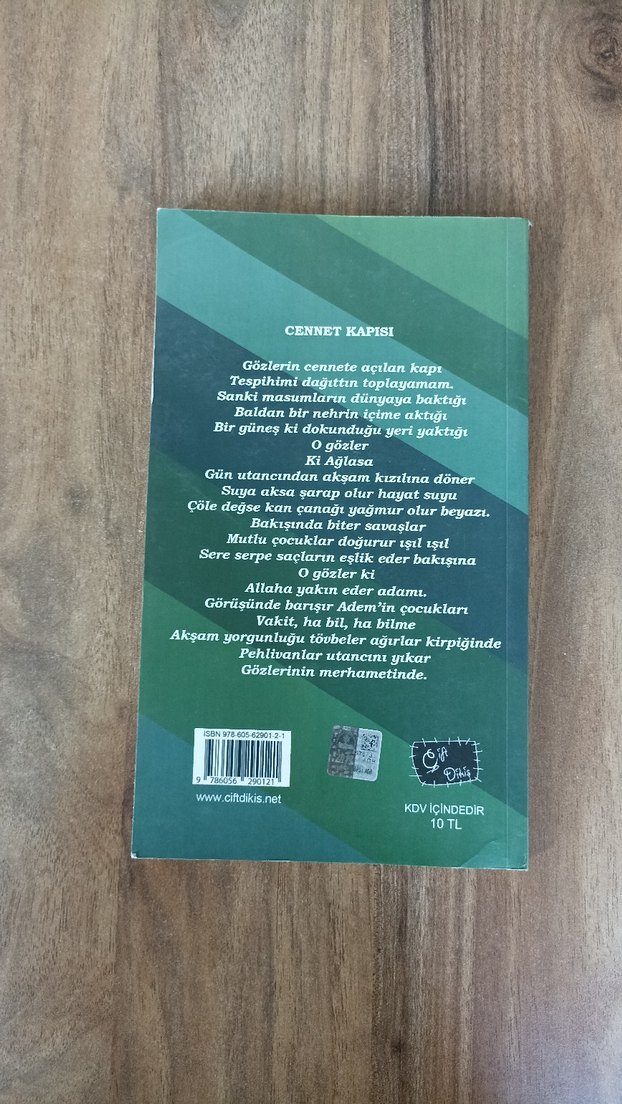 CENNET KAPISI
Gözlerin cennete açılan kapı
Tespihimi dağıttın toplayamam.
Sanki masumların dünyaya baktığı
Baldan bir nehrin içime aktığı
Bir güneş ki dokunduğu yeri yaktığı
O gözler
Ki Ağlasa
Gün utancından akşam kızılına döner
Suya aksa şarap olur hayat suyu
Çöle değse kan çanağı yağmur olur beyazı.
Bakışında biter savaşlar
Mutlu çocuklar doğurur ışıl ışıl
Sere serpe saçların eşlik eder bakışına
O gözler ki
Allaha yakın eder adamı.
Görüşünde barışır Adem'in çocukları
Vakit, ha bil, ha bilme
Akşam yorgunluğu tövbeler ağırlar kirpiğinde
Pehlivanlar utancını yıkar
Gözlerinin merhametinde.
ISBN 978-605-62901-2-1
9 786056 290121
www.ciftdikis.net
Çift
Dikiş
KDV İÇİNDEDİR
10 TL